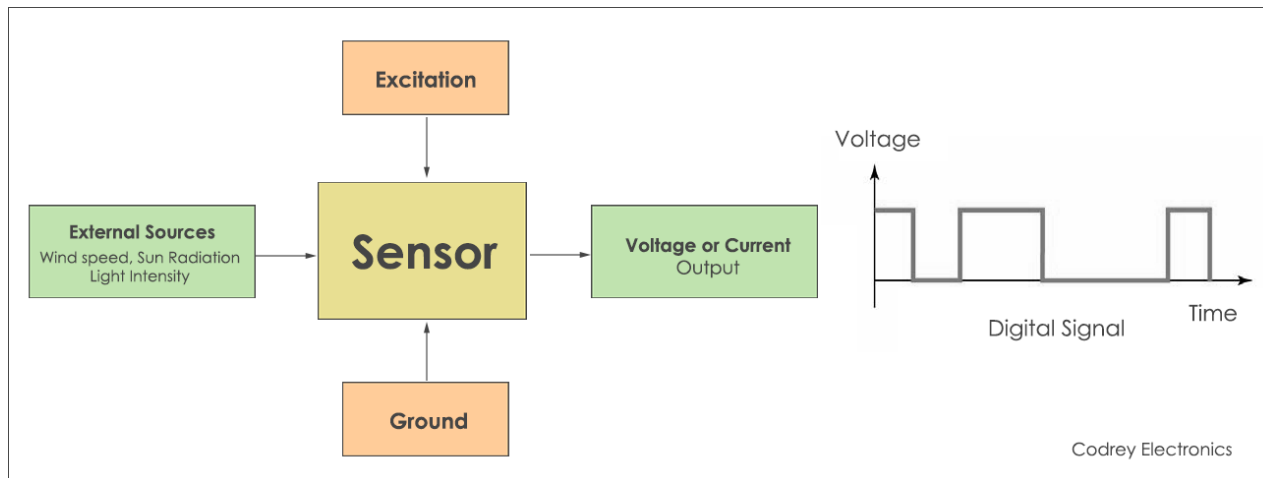 Excitation
External Sources
Wind speed, Sun Radiation
Light Intensity
Sensor
Voltage or Current
Output
Ground
Voltage
Time
Digital Signal
Codrey Electronics